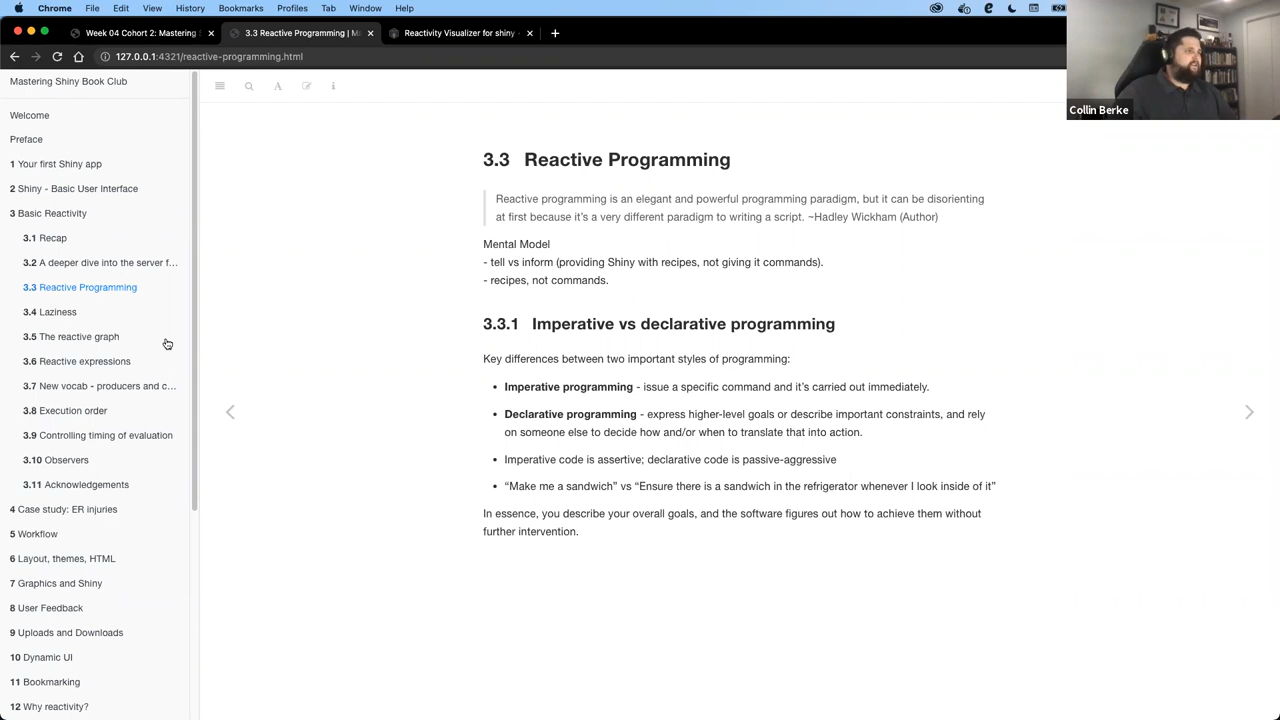 Chrome File Edit View History Bookmarks Profiles Tab Window Help
Week 04 Cohort 2: Mastering
3.3 Reactive Programming | M
Reactivity Visualizer for shiny
127.0.0.1:4321/reactive-programming.html
Collin Berke
Mastering Shiny Book Club
Welcome
Preface
1 Your first Shiny app
2 Shiny - Basic User Interface
3 Basic Reactivity
3.1 Recap
3.2 A deeper dive into the server f…
3.3 Reactive Programming
3.4 Laziness
3.5 The reactive graph
3.6 Reactive expressions
3.7 New vocab - producers and c…
3.8 Execution order
3.9 Controlling timing of evaluation
3.10 Observers
3.11 Acknowledgements
4 Case study: ER injuries
5 Workflow
6 Layout, themes, HTML
7 Graphics and Shiny
8 User Feedback
9 Uploads and Downloads
10 Dynamic UI
11 Bookmarking
12 Why reactivity?
3.3 Reactive Programming
Reactive programming is an elegant and powerful programming paradigm, but it can be disorienting
at first because it's a very different paradigm to writing a script. ~Hadley Wickham (Author)
Mental Model
- tell vs inform (providing Shiny with recipes, not giving it commands).
- recipes, not commands.
3.3.1 Imperative vs declarative programming
Key differences between two important styles of programming:
• Imperative programming - issue a specific command and it's carried out immediately.
• Declarative programming - express higher-level goals or describe important constraints, and rely
on someone else to decide how and/or when to translate that into action.
• Imperative code is assertive; declarative code is passive-aggressive
• “Make me a sandwich” vs “Ensure there is a sandwich in the refrigerator whenever I look inside of it”
In essence, you describe your overall goals, and the software figures out how to achieve them without
further intervention.